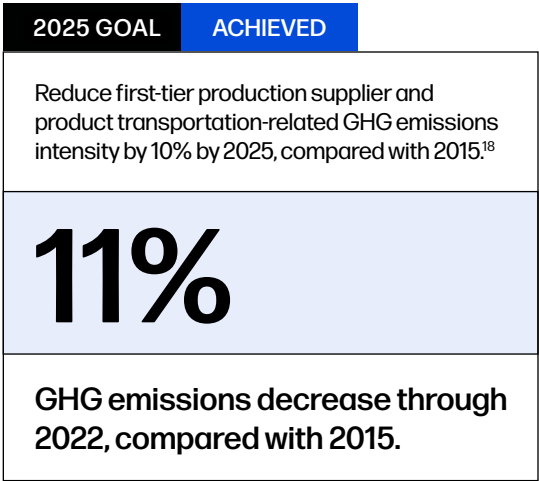 2025 GOAL ACHIEVED
Reduce first-tier production supplier and
product transportation-related GHG emissions
intensity by 10% by 2025, compared with 2015.18
11%
GHG emissions decrease through
2022, compared with 2015.